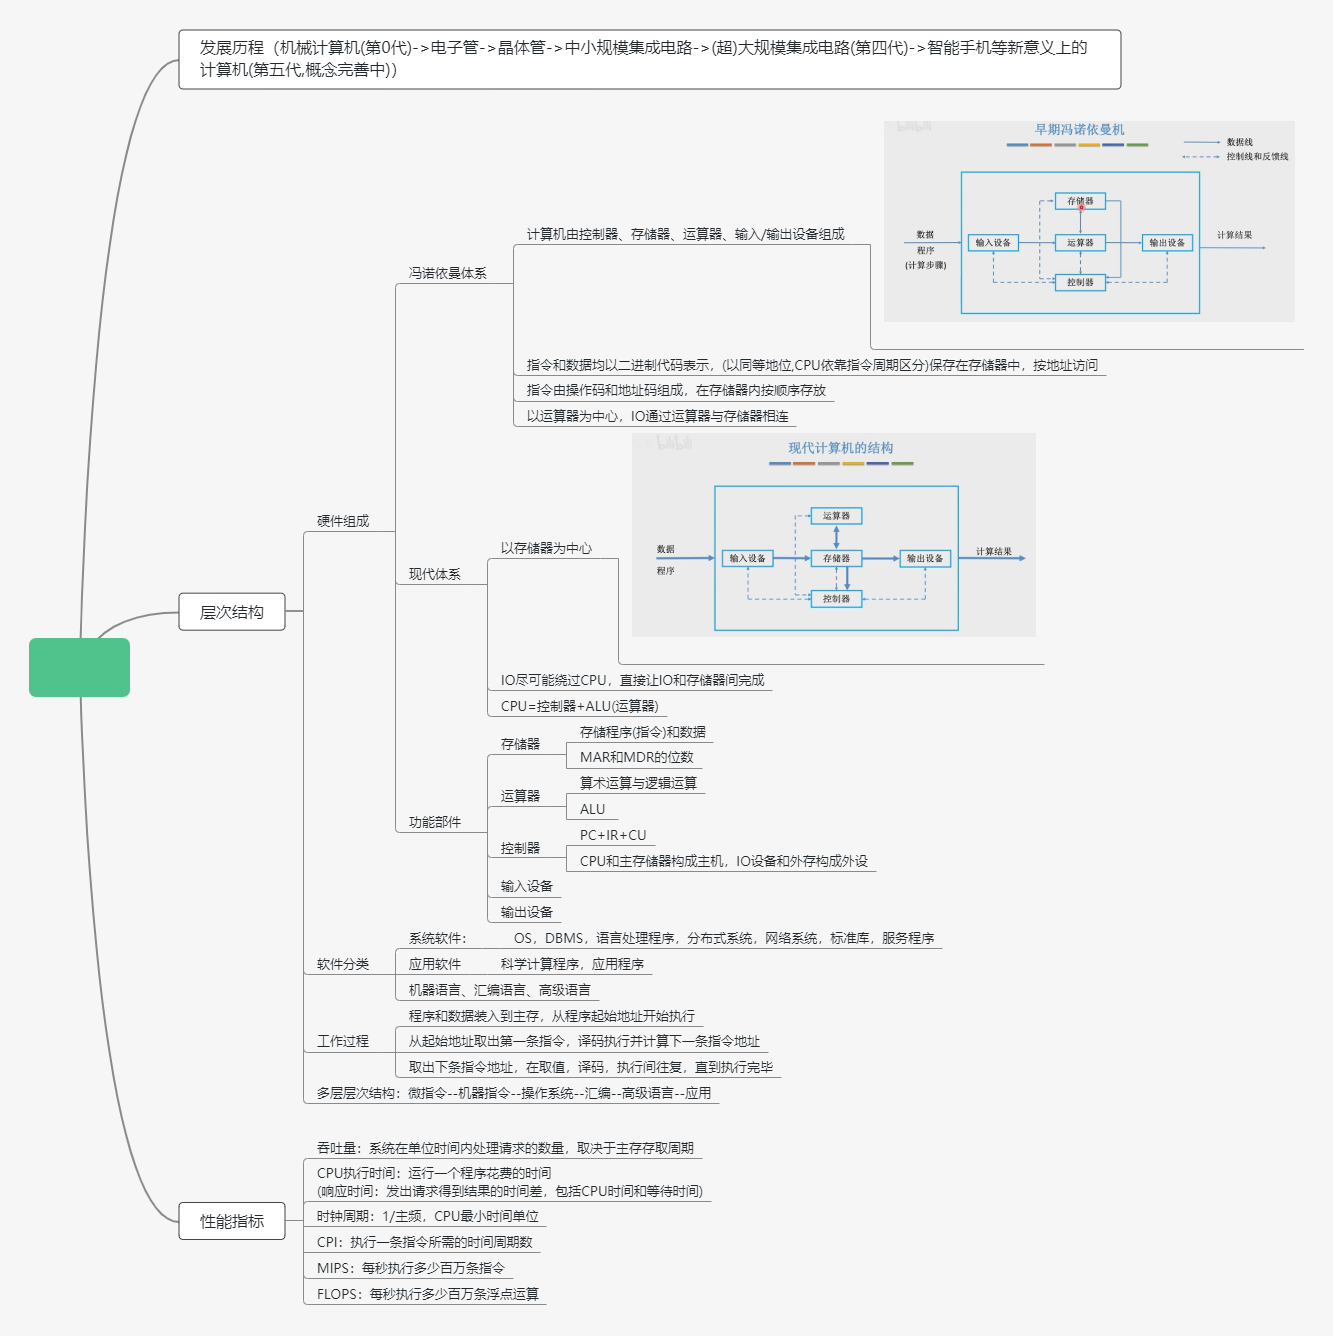 发展历程（机械计算机(第0代)->电子管->晶体管->中小规模集成电路->(超)大规模集成电路(第四代)->智能手机等新意义上的
计算机(第五代,概念完善中)）
早期冯诺依曼机
数据线
控制线和反馈线
存储器
数据
程序
(计算步骤)
输入设备
运算器
输出设备
计算结果
控制器
计算机由控制器、存储器、运算器、输入/输出设备组成
冯诺依曼体系
指令和数据均以二进制代码表示，(以同等地位,CPU依靠指令周期区分)保存在存储器中，按地址访问
指令由操作码和地址码组成，在存储器内按顺序存放
以运算器为中心，IO通过运算器与存储器相连
现代计算机的结构
运算器
数据
程序
输入设备
存储器
输出设备
计算结果
控制器
硬件组成
以存储器为中心
现代体系
IO尽可能绕过CPU，直接让IO和存储器间完成
CPU=控制器+ALU(运算器)
层次结构
存储器
存储程序(指令)和数据
MAR和MDR的位数
运算器
算术运算与逻辑运算
ALU
功能部件
控制器
PC+IR+CU
CPU和主存储器构成主机，IO设备和外存构成外设
输入设备
输出设备
软件分类
系统软件：
OS，DBMS，语言处理程序，分布式系统，网络系统，标准库，服务程序
应用软件
科学计算程序，应用程序
机器语言、汇编语言、高级语言
工作过程
程序和数据装入到主存，从程序起始地址开始执行
从起始地址取出第一条指令，译码执行并计算下一条指令地址
取出下条指令地址，在取值，译码，执行间往复，直到执行完毕
多层层次结构：微指令--机器指令--操作系统--汇编--高级语言--应用
性能指标
吞吐量：系统在单位时间内处理请求的数量，取决于主存存取周期
CPU执行时间：运行一个程序花费的时间
(响应时间：发出请求得到结果的时间差，包括CPU时间和等待时间)
时钟周期：1/主频，CPU最小时间单位
CPI：执行一条指令所需的时间周期数
MIPS：每秒执行多少百万条指令
FLOPS：每秒执行多少百万条浮点运算